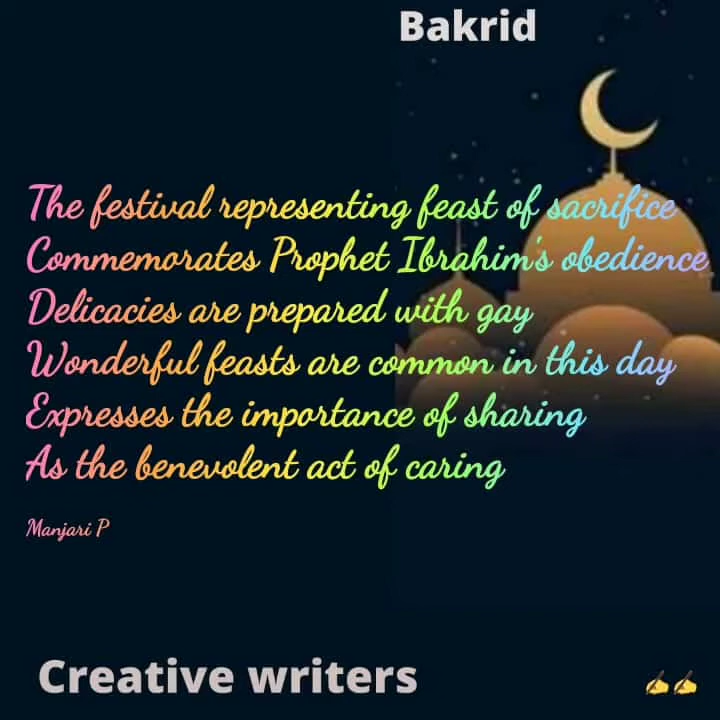 Bakrid
The festival representing feast of sacrifice
Commemorates Prophet Ibrahim's obedience
Delicacies are prepared with gay
Wonderful feasts are common in this day
Expresses the importance of sharing
As the benevolent act of caring
Manjari P
Creative writers ✍✍